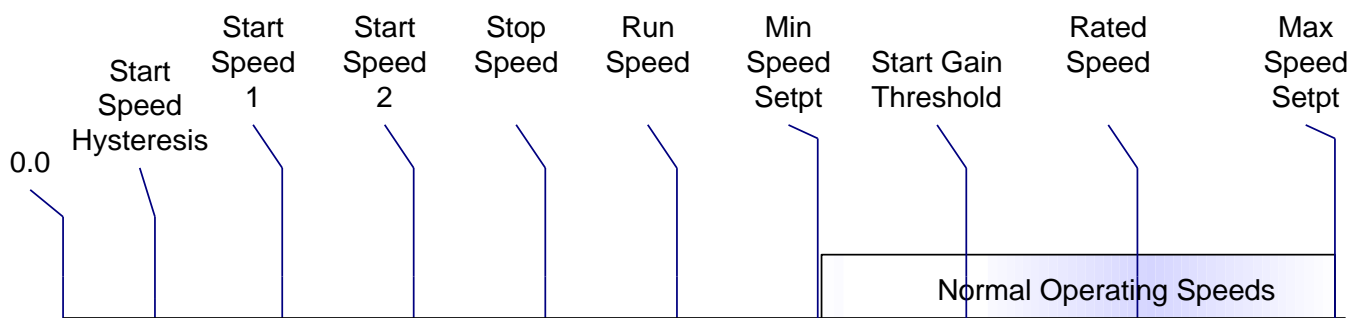 0.0
Start
Speed
Hysteresis
Start
Speed
1
Start
Speed
2
Stop
Speed
Run
Speed
Min
Speed
Setpt
Start Gain
Threshold
Rated
Speed
Max
Speed
Setpt
Normal Operating Speeds